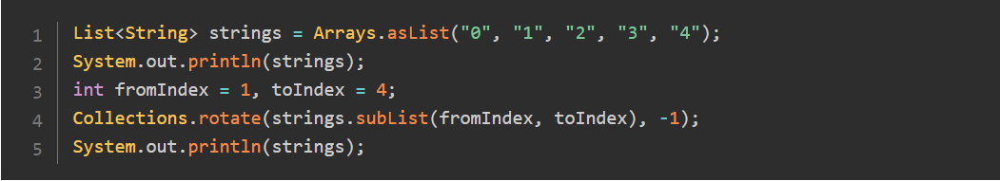 1 List<String> strings = Arrays.asList("0", "1", "2", "3", "4");
2 System.out.println(strings);
3 int fromIndex = 1, toIndex = 4;
4 Collections.rotate(strings.subList(fromIndex, toIndex), -1);
5 System.out.println(strings);